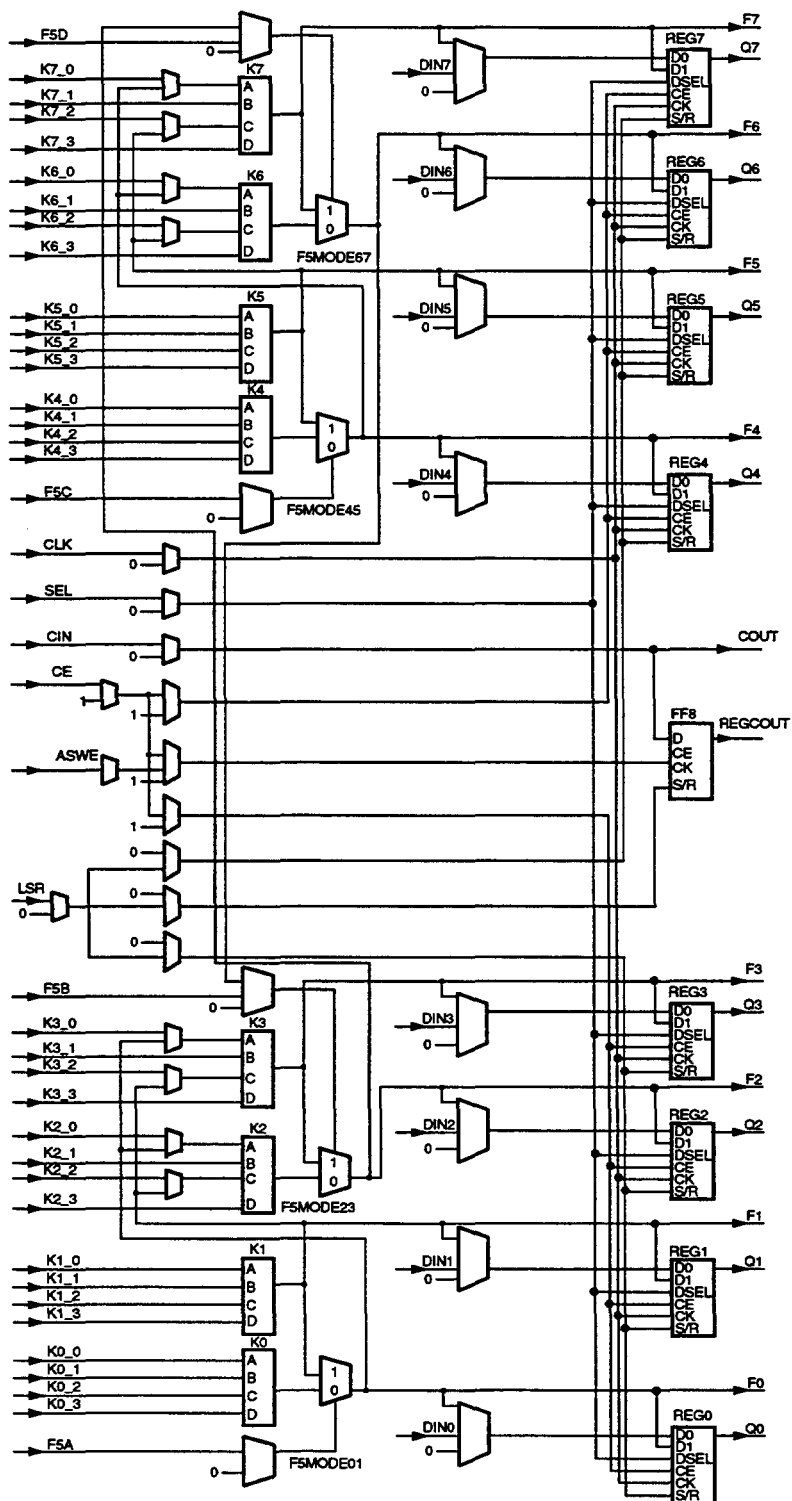 F7
F5D
REG7
Q7
0
DIN7
D0
D1
K7_0
K7
DSEL
A
0
CE
K7_1
B
CK
K7_2
C
S/R
F6
K7_3
D
REG6
Q6
K6_0
K6
DIN6
D0
D1
A
0
DSEL
K6_1
B
1
CE
K6_2
C
0
CK
S/R
K6_3
D
F5MODE67
F5
K5
REG5
Q5
K5_0
A
DIN5
D0
D1
K5_1
B
0
DSEL
K5_2
C
CE
K5_3
D
CK
S/R
K4
K4_0
A
K4_1
B
1
F4
K4_2
C
0
REG4
K4_3
D
DIN4
D0
Q4
F5C
0
D1
0
F5MODE45
DSEL
CE
CK
S/R
CLK
0
SEL
0
CIN
COUT
0
CE
1
1
FF8
REGCOUT
D
CE
ASWE
CK
1
S/R
1
0
LSR
0
0
0
F3
F5B
REG3
Q3
0
D0
K3_0
K3
DIN3
D1
A
DSEL
K3_1
B
0
CE
K3_2
C
CK
S/R
K3_3
D
F2
REG2
K2_0
K2
DIN2
D0
Q2
A
D1
K2_1
B
1
0
DSEL
K2_2
C
0
CE
CK
K2_3
D
F5MODE23
S/R
F1
K1
REG1
K1_0
A
DIN1
D0
Q1
K1_1
B
0
D1
K1_2
C
DSEL
K1_3
D
CE
CK
S/R
K0
K0_0
A
K0_1
B
1
K0_2
C
0
F0
K0_3
D
REG0
DIN0
D0
Q0
F5A
0
D1
0
F5MODE01
DSEL
CE
CK
S/R